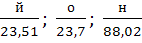 й/23,51 ; о/23,7 ; н/88,02